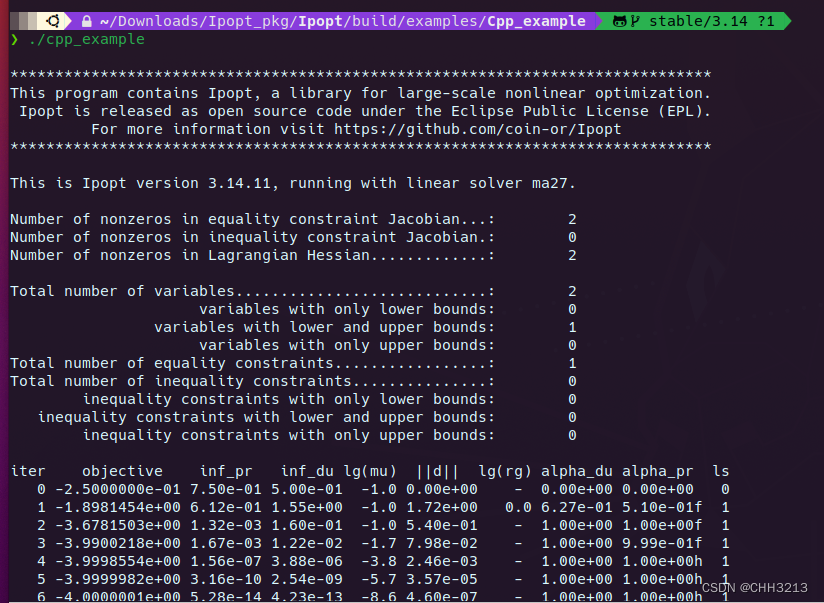 ~/Downloads/Ipopt_pkg/Ipopt/build/examples/Cpp_example stable/3.14 ?1
❯ ./cpp_example
******************************************************************************
This program contains Ipopt, a library for large-scale nonlinear optimization.
 Ipopt is released as open source code under the Eclipse Public License (EPL).
         For more information visit https://github.com/coin-or/Ipopt
******************************************************************************
This is Ipopt version 3.14.11, running with linear solver ma27.
Number of nonzeros in equality constraint Jacobian...:        2
Number of nonzeros in inequality constraint Jacobian.:        0
Number of nonzeros in Lagrangian Hessian.............:        2
Total number of variables............................:        2
                     variables with only lower bounds:        0
                variables with lower and upper bounds:        1
                     variables with only upper bounds:        0
Total number of equality constraints.................:        1
Total number of inequality constraints...............:        0
        inequality constraints with only lower bounds:        0
   inequality constraints with lower and upper bounds:        0
        inequality constraints with only upper bounds:        0
iter    objective    inf_pr   inf_du lg(mu)  ||d||  lg(rg) alpha_du alpha_pr  ls
   0 -2.5000000e-01 7.50e-01 5.00e-01  -1.0 0.00e+00    -  0.00e+00 0.00e+00   0
   1 -1.8981454e+00 6.12e-01 1.55e+00  -1.0 1.72e+00   0.0 6.27e-01 5.10e-01f  1
   2 -3.6781503e+00 1.32e-03 1.60e-01  -1.0 5.40e-01    -  1.00e+00 1.00e+00f  1
   3 -3.9900218e+00 1.67e-03 1.22e-02  -1.7 7.98e-02    -  1.00e+00 9.99e-01f  1
   4 -3.9998554e+00 1.56e-07 3.88e-06  -3.8 2.46e-03    -  1.00e+00 1.00e+00h  1
   5 -3.9999982e+00 3.16e-10 2.54e-09  -5.7 3.57e-05    -  1.00e+00 1.00e+00h  1
   6 -4.0000001e+00 5.28e-14 4.23e-13  -8.6 4.60e-07    -  1.00e+00 1.00e+00h  1
CSDN @CHH3213